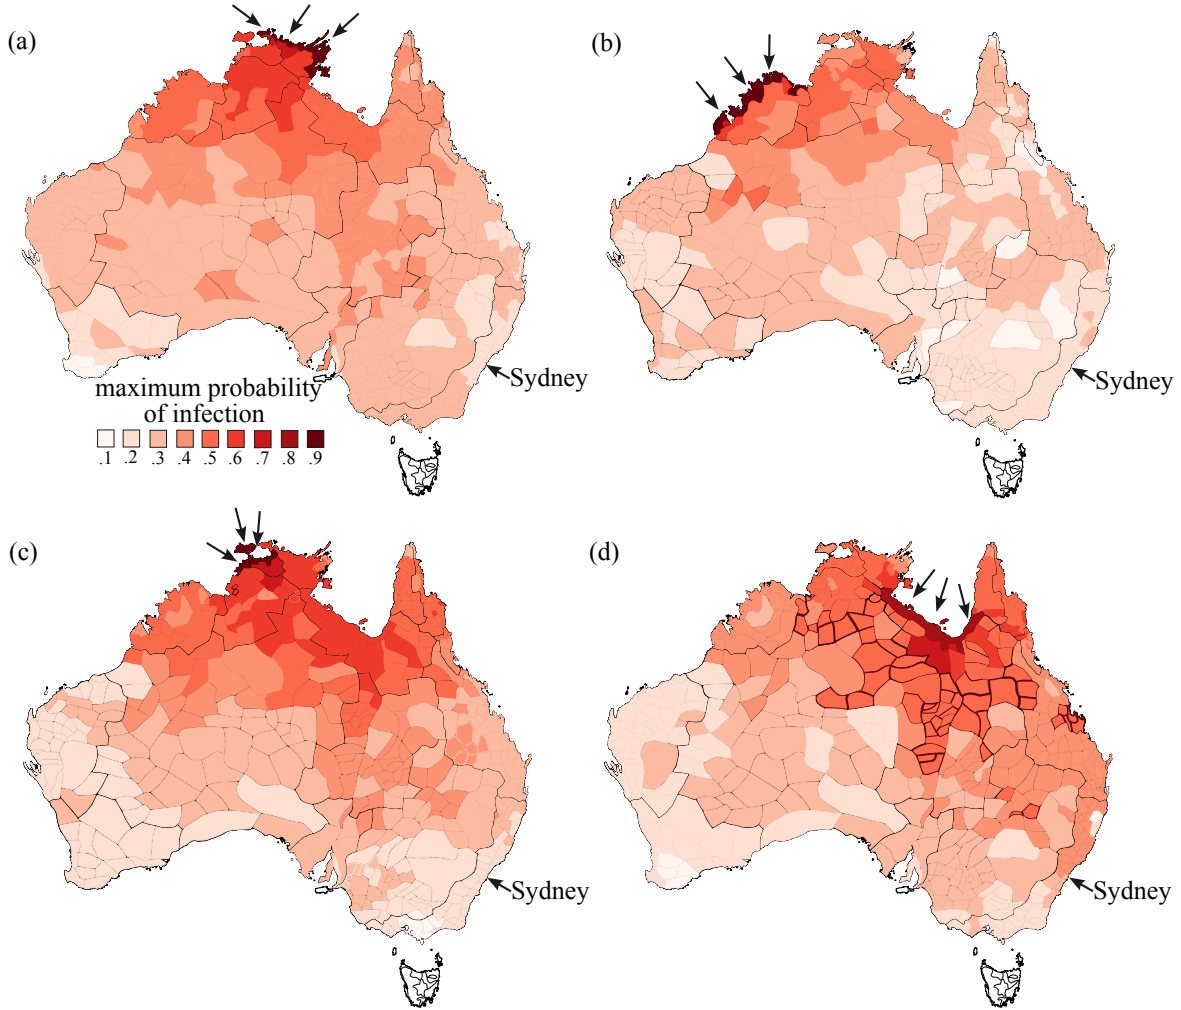 (a)
(b)
Sydney
Sydney
maximum probability
of infection
.1 .2 .3 .4 .5 .6 .7 .8 .9
(c)
(d)
Sydney
Sydney